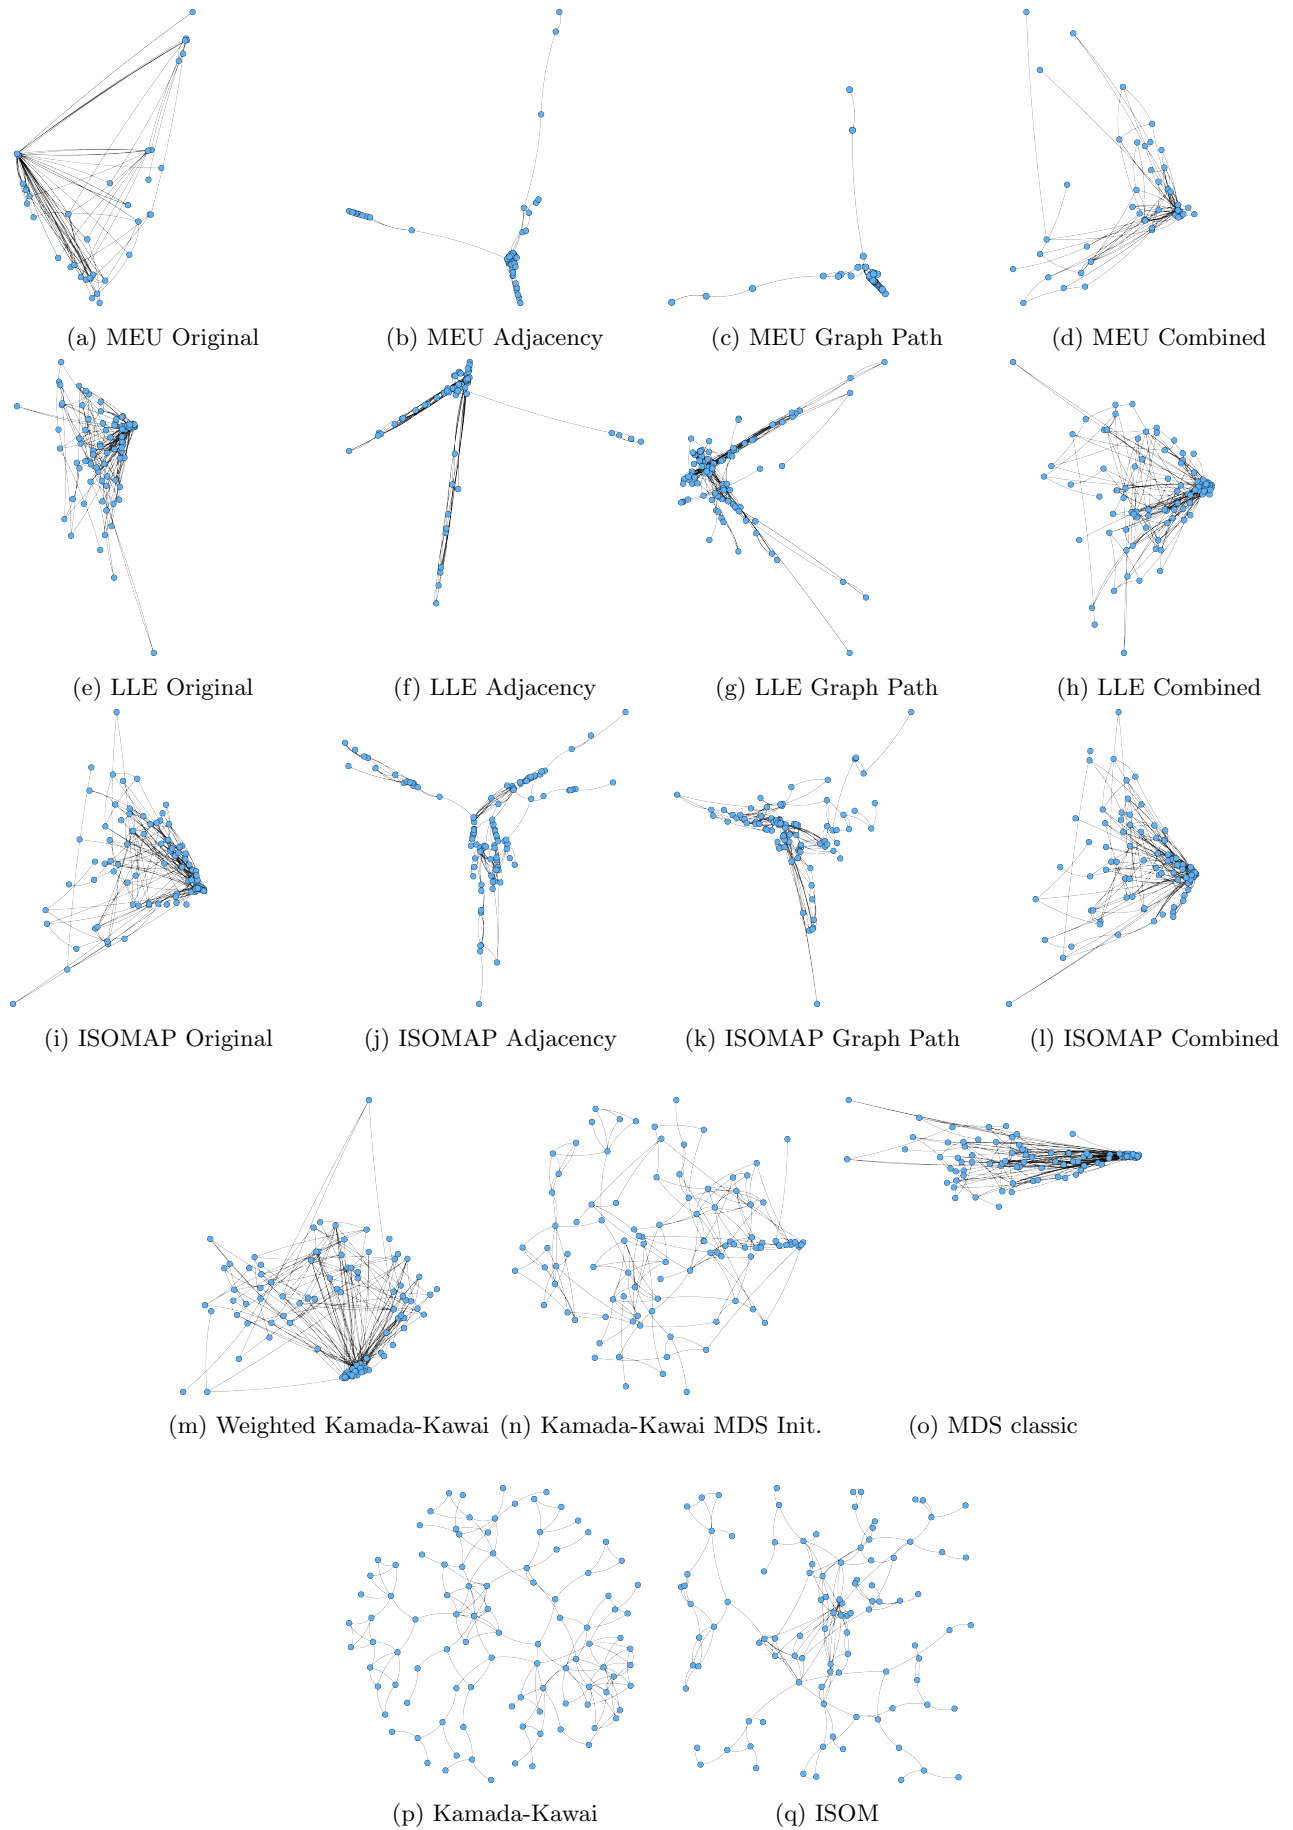 (a) MEU Original
(b) MEU Adjacency
(c) MEU Graph Path
(d) MEU Combined
(e) LLE Original
(f) LLE Adjacency
(g) LLE Graph Path
(h) LLE Combined
(i) ISOMAP Original
(j) ISOMAP Adjacency
(k) ISOMAP Graph Path
(l) ISOMAP Combined
(m) Weighted Kamada-Kawai
(n) Kamada-Kawai MDS Init.
(o) MDS classic
(p) Kamada-Kawai
(q) ISOM